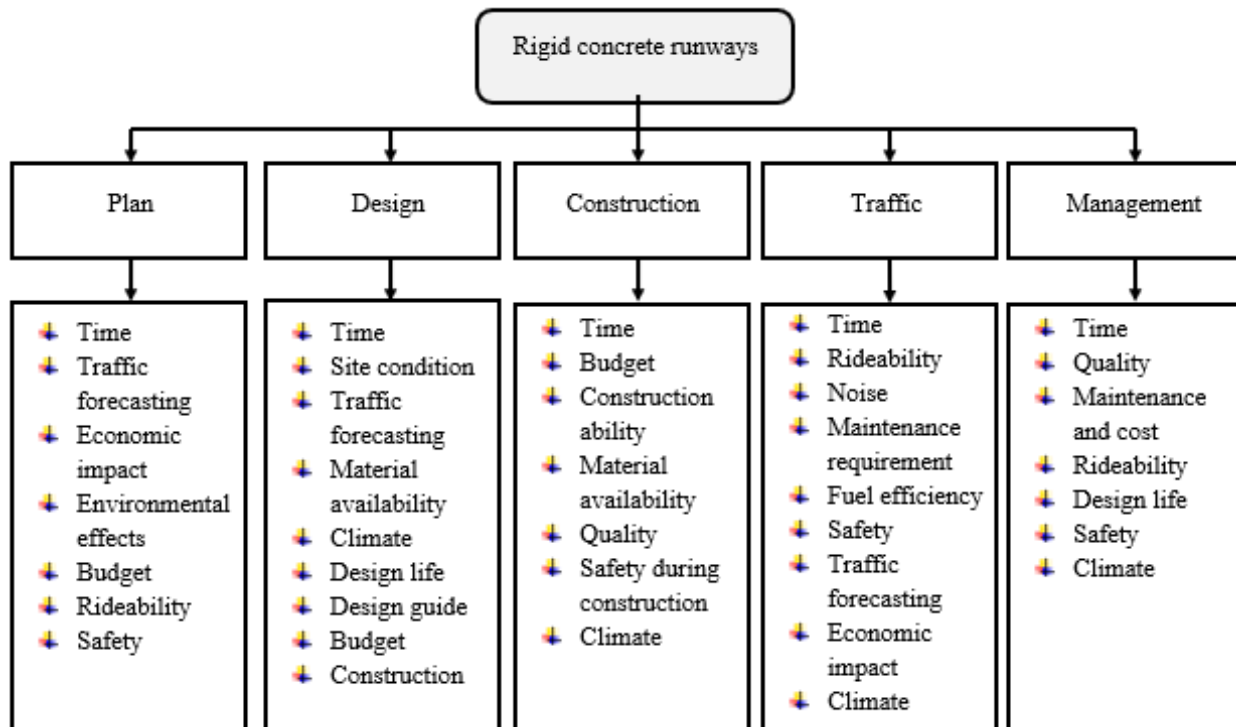 Rigid concrete runways
Plan
Design
Construction
Traffic
Management
Time
Traffic
forecasting
Economic
impact
Environmental
effects
Budget
Rideability
Safety
Time
Site condition
Traffic
forecasting
Material
availability
Climate
Design life
Design guide
Budget
Construction
Time
Budget
Construction
ability
Material
availability
Quality
Safety during
construction
Climate
Time
Rideability
Noise
Maintenance
requirement
Fuel efficiency
Safety
Traffic
forecasting
Economic
impact
Climate
Time
Quality
Maintenance
and cost
Rideability
Design life
Safety
Climate